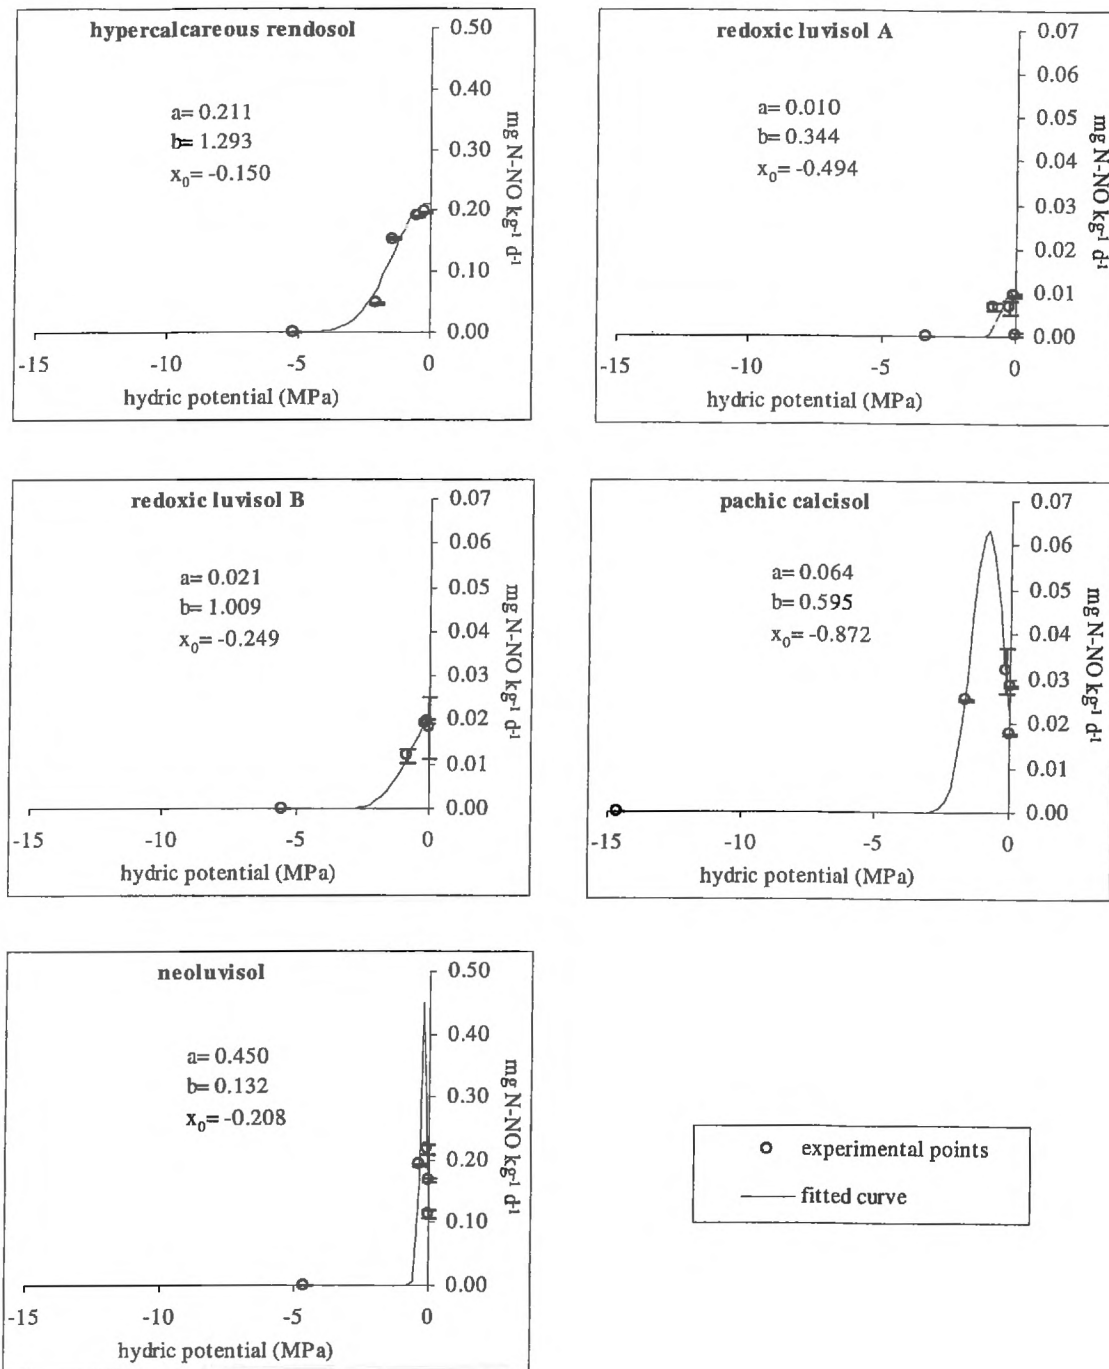 hypercalcareous rendosol
a= 0.211
b= 1.293
x₀= -0.150
0.50
0.40
0.30
0.20
0.10
0.00
mg N-NO kg⁻¹ d⁻¹
-15
-10
-5
0
hydric potential (MPa)
redoxic luvisol A
a= 0.010
b= 0.344
x₀= -0.494
0.07
0.06
0.05
0.04
0.03
0.02
0.01
0.00
mg N-NO kg⁻¹ d⁻¹
-15
-10
-5
0
hydric potential (MPa)
redoxic luvisol B
a= 0.021
b= 1.009
x₀= -0.249
0.07
0.06
0.05
0.04
0.03
0.02
0.01
0.00
mg N-NO kg⁻¹ d⁻¹
-15
-10
-5
0
hydric potential (MPa)
pachic calcisol
a= 0.064
b= 0.595
x₀= -0.872
0.07
0.06
0.05
0.04
0.03
0.02
0.01
0.00
mg N-NO kg⁻¹ d⁻¹
-15
-10
-5
0
hydric potential (MPa)
neoluvisol
a= 0.450
b= 0.132
x₀= -0.208
0.50
0.40
0.30
0.20
0.10
0.00
mg N-NO kg⁻¹ d⁻¹
-15
-10
-5
0
hydric potential (MPa)
experimental points
fitted curve